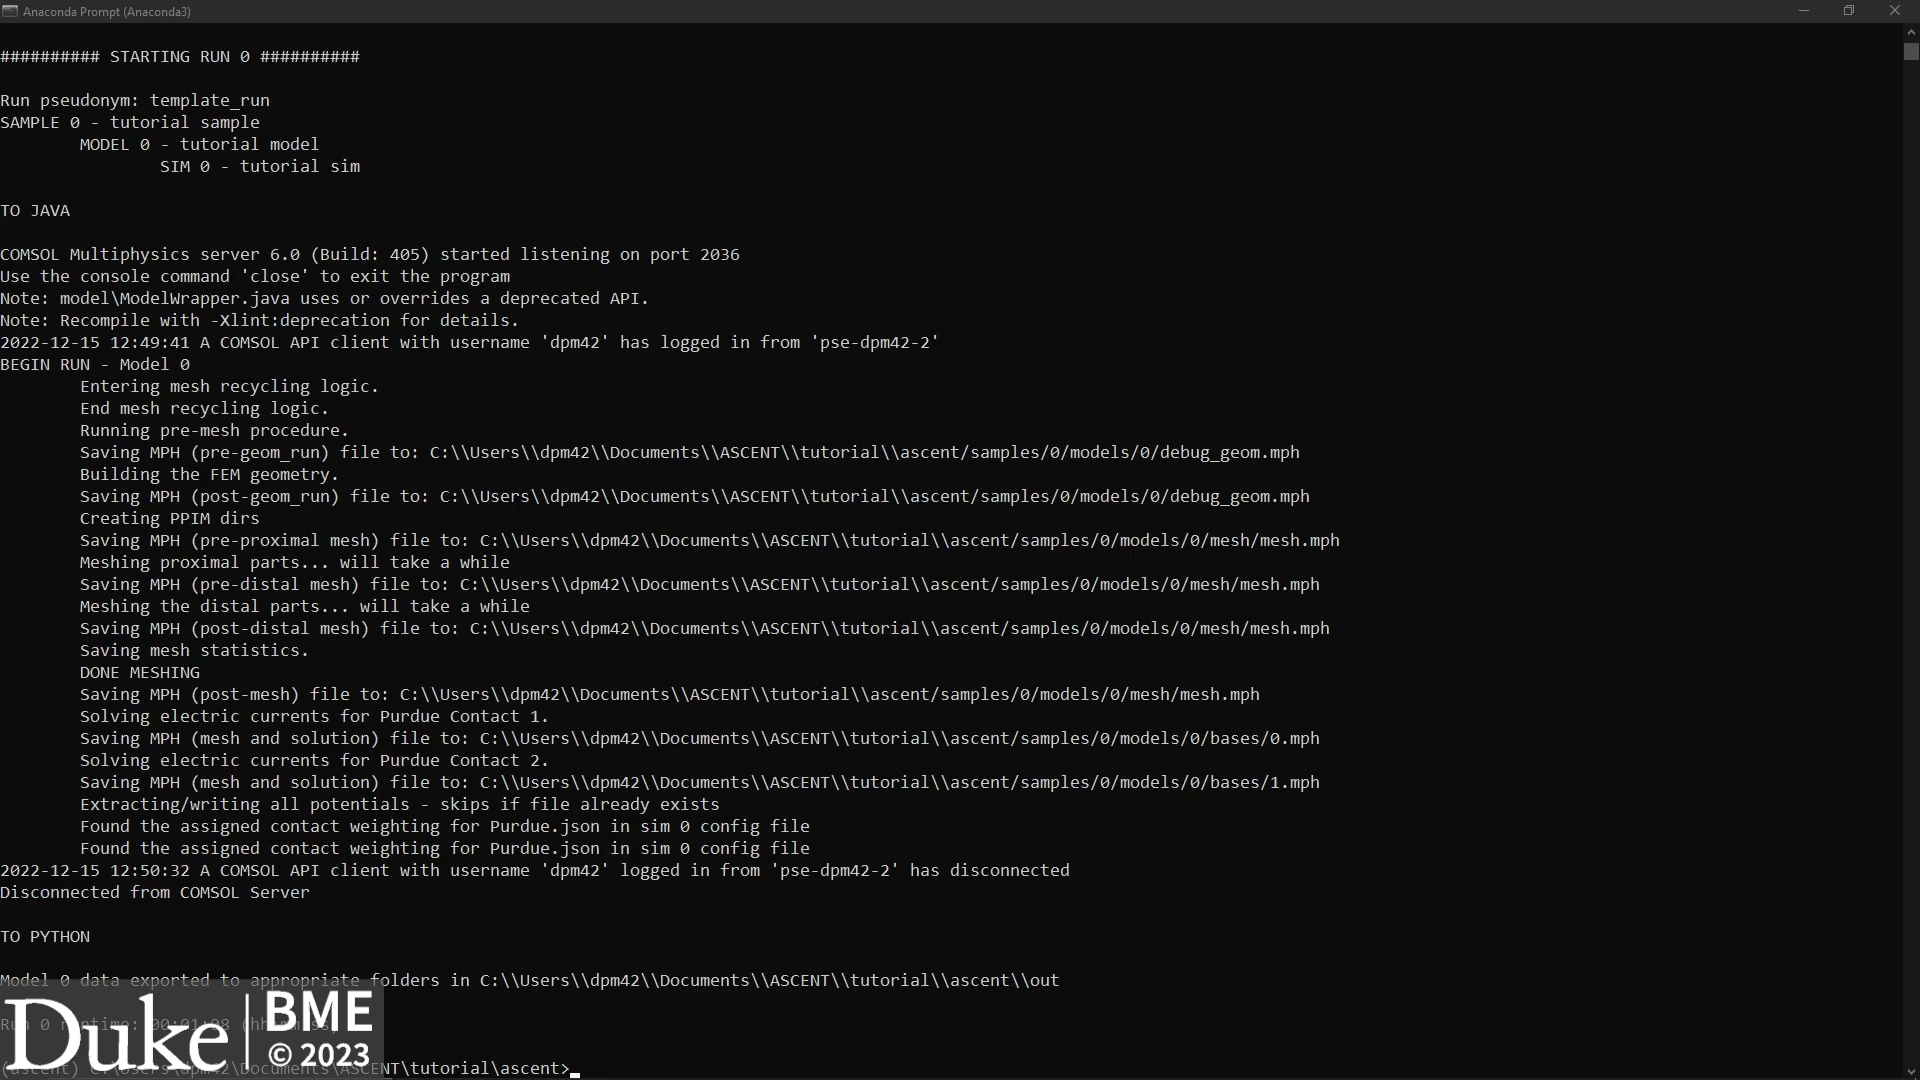 Anaconda Prompt (Anaconda3)
########## STARTING RUN 0 ##########
Run pseudonym: template_run
SAMPLE 0 - tutorial sample
MODEL 0 - tutorial model
SIM 0 - tutorial sim
TO JAVA
COMSOL Multiphysics server 6.0 (Build: 405) started listening on port 2036
Use the console command 'close' to exit the program
Note: model\ModelWrapper.java uses or overrides a deprecated API.
Note: Recompile with -Xlint:deprecation for details.
2022-12-15 12:49:41 A COMSOL API client with username 'dpm42' has logged in from 'pse-dpm42-2'
BEGIN RUN - Model 0
Entering mesh recycling logic.
End mesh recycling logic.
Running pre-mesh procedure.
Saving MPH (pre-geom_run) file to: C:\\Users\\dpm42\\Documents\\ASCENT\\tutorial\\ascent/samples/0/models/0/debug_geom.mph
Building the FEM geometry.
Saving MPH (post-geom_run) file to: C:\\Users\\dpm42\\Documents\\ASCENT\\tutorial\\ascent/samples/0/models/0/debug_geom.mph
Creating PPIM dirs
Saving MPH (pre-proximal mesh) file to: C:\\Users\\dpm42\\Documents\\ASCENT\\tutorial\\ascent/samples/0/models/0/mesh/mesh.mph
Meshing proximal parts... will take a while
Saving MPH (pre-distal mesh) file to: C:\\Users\\dpm42\\Documents\\ASCENT\\tutorial\\ascent/samples/0/models/0/mesh/mesh.mph
Meshing the distal parts... will take a while
Saving MPH (post-distal mesh) file to: C:\\Users\\dpm42\\Documents\\ASCENT\\tutorial\\ascent/samples/0/models/0/mesh/mesh.mph
Saving mesh statistics.
DONE MESHING
Saving MPH (post-mesh) file to: C:\\Users\\dpm42\\Documents\\ASCENT\\tutorial\\ascent/samples/0/models/0/mesh/mesh.mph
Solving electric currents for Purdue Contact 1.
Saving MPH (mesh and solution) file to: C:\\Users\\dpm42\\Documents\\ASCENT\\tutorial\\ascent/samples/0/models/0/bases/0.mph
Solving electric currents for Purdue Contact 2.
Saving MPH (mesh and solution) file to: C:\\Users\\dpm42\\Documents\\ASCENT\\tutorial\\ascent/samples/0/models/0/bases/1.mph
Extracting/writing all potentials - skips if file already exists
Found the assigned contact weighting for Purdue.json in sim 0 config file
Found the assigned contact weighting for Purdue.json in sim 0 config file
2022-12-15 12:50:32 A COMSOL API client with username 'dpm42' logged in from 'pse-dpm42-2' has disconnected
Disconnected from COMSOL Server
TO PYTHON
Model 0 data exported to appropriate folders in C:\\Users\\dpm42\\Documents\\ASCENT\\tutorial\\ascent\\out
Run 0 runtime: 00:01:08
(ascent) C:\Users\dpm42\Documents\ASCENT\tutorial\ascent>
Duke BME
© 2023